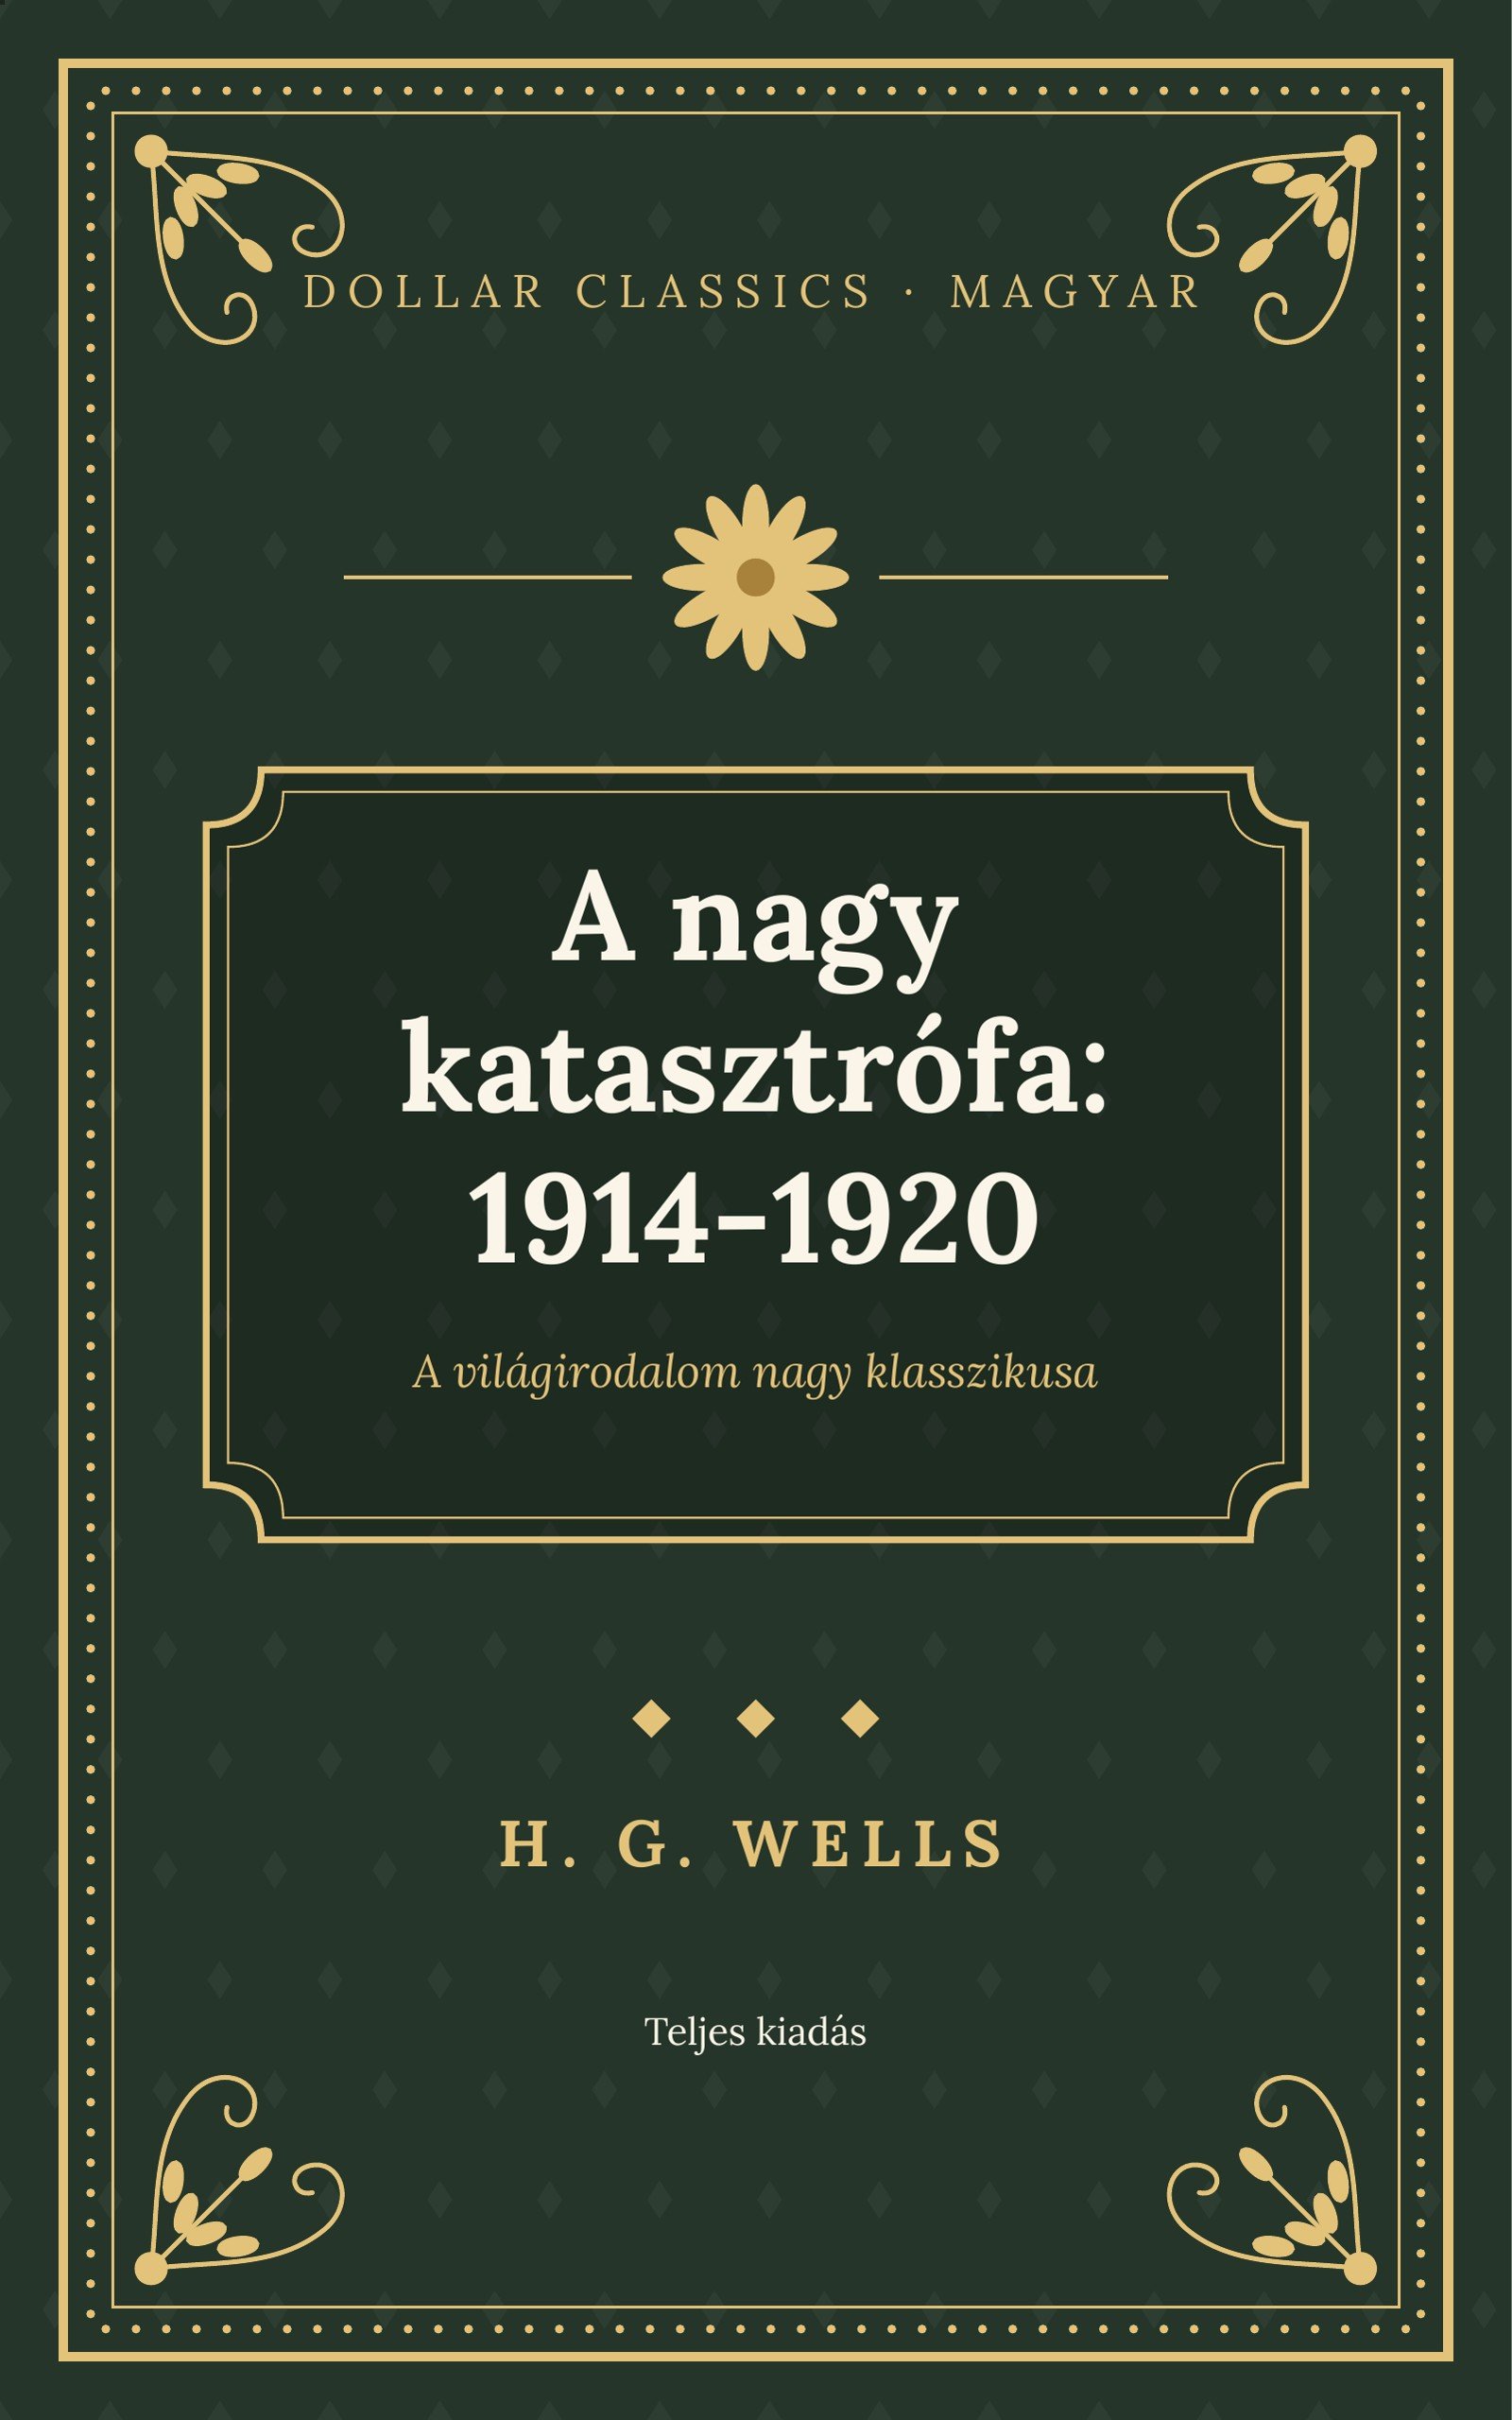 DOLLAR CLASSICS · MAGYAR
A nagy
katasztrófa:
1914–1920
A világirodalom nagy klasszikusa
H. G. WELLS
Teljes kiadás